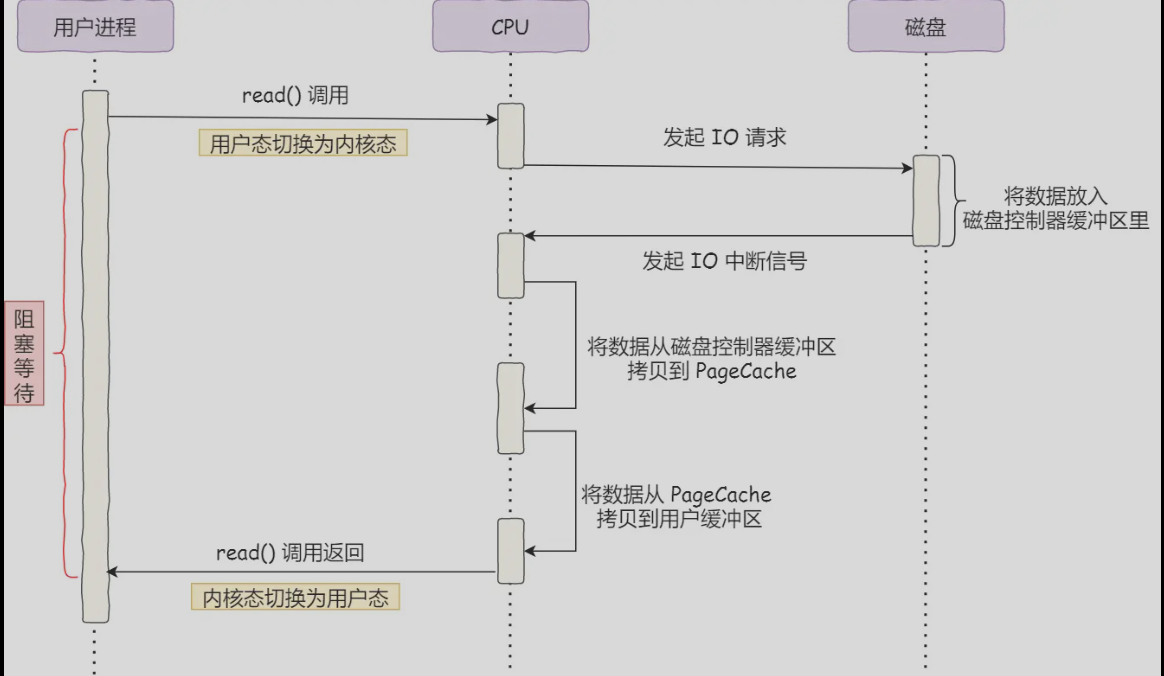 用户进程
CPU
磁盘
read() 调用
用户态切换为内核态
发起 IO 请求
将数据放入
磁盘控制器缓冲区里
发起 IO 中断信号
阻
塞
等
待
将数据从磁盘控制器缓冲区
拷贝到 PageCache
将数据从 PageCache
拷贝到用户缓冲区
read() 调用返回
内核态切换为用户态